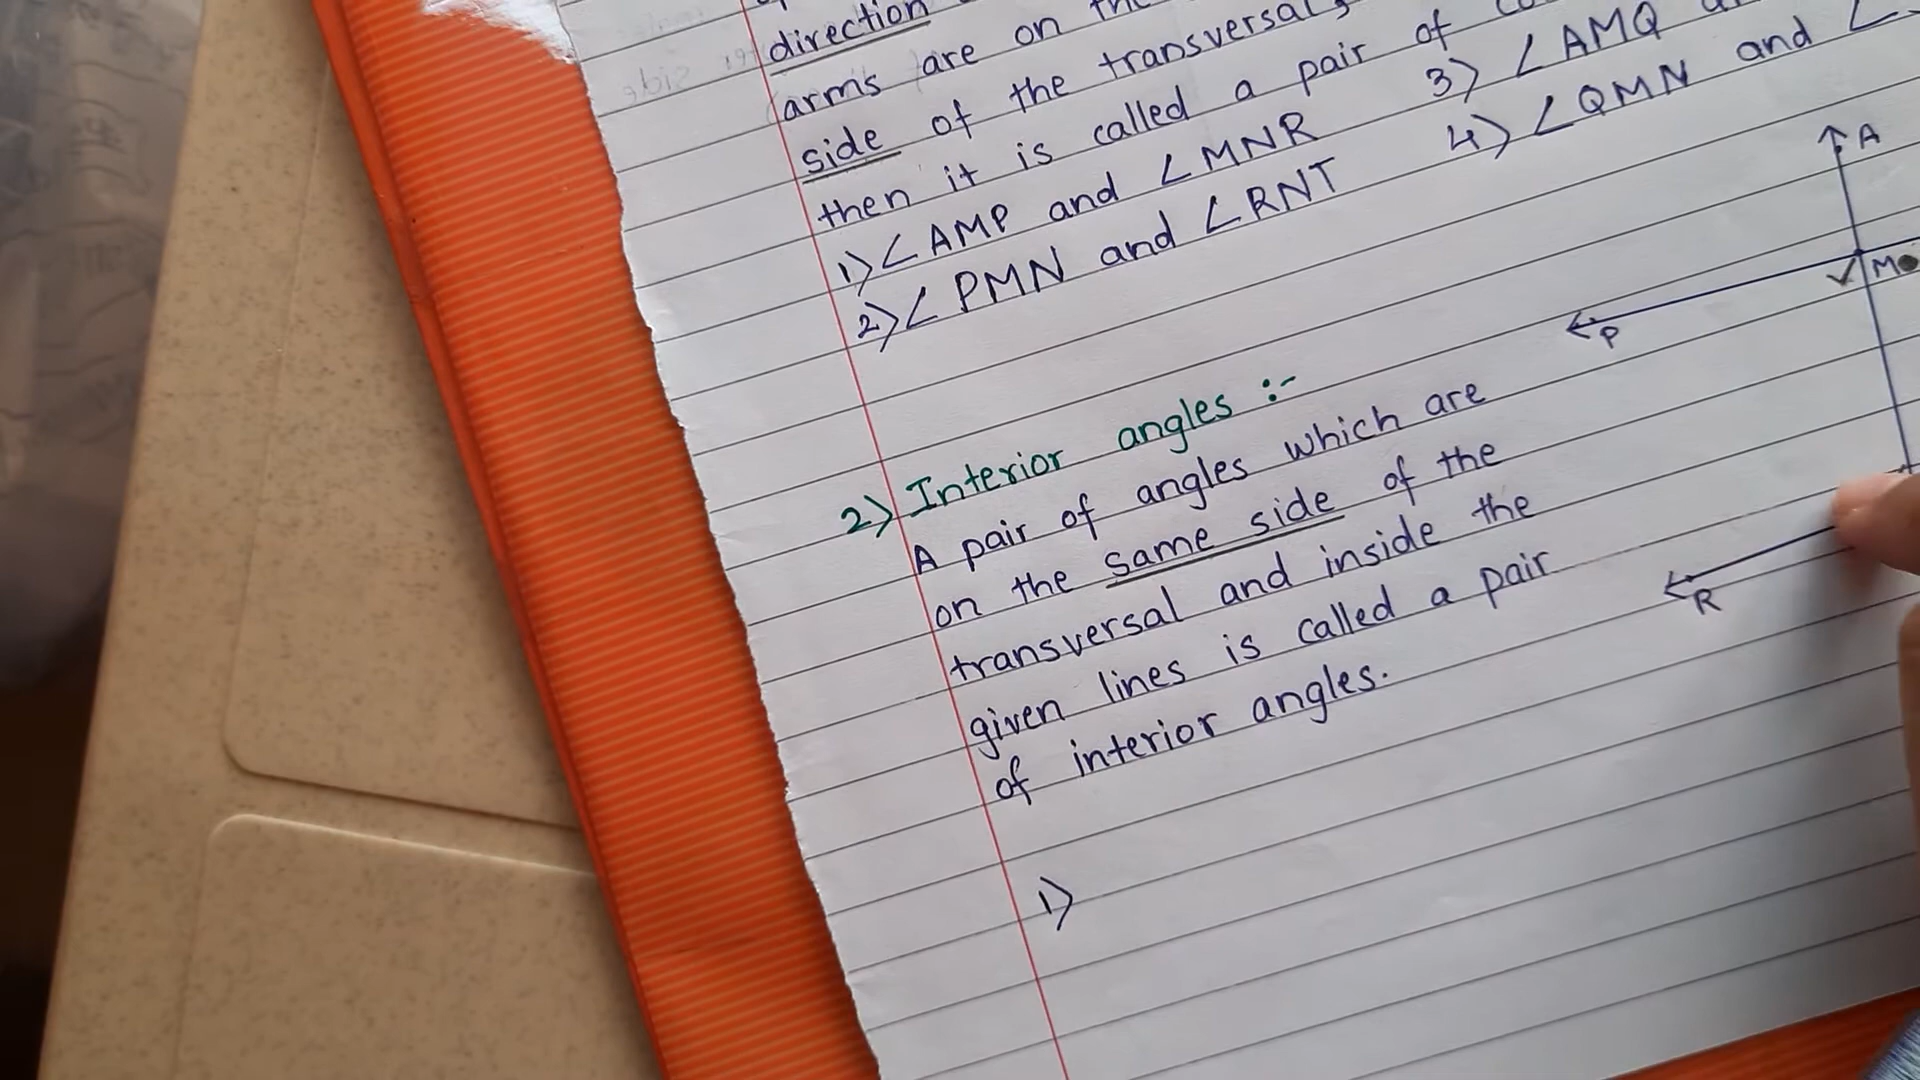 direction
arms are on the
side of the transversal,
then it is called a pair of
1) ∠AMP and ∠MNR
3) ∠AMQ
2) ∠PMN and ∠RNT
4) ∠QMN and ∠
A
M
P
R
2) Interior angles :-
A pair of angles which are
on the same side of the
transversal and inside the
given lines is called a pair
of interior angles.
1)